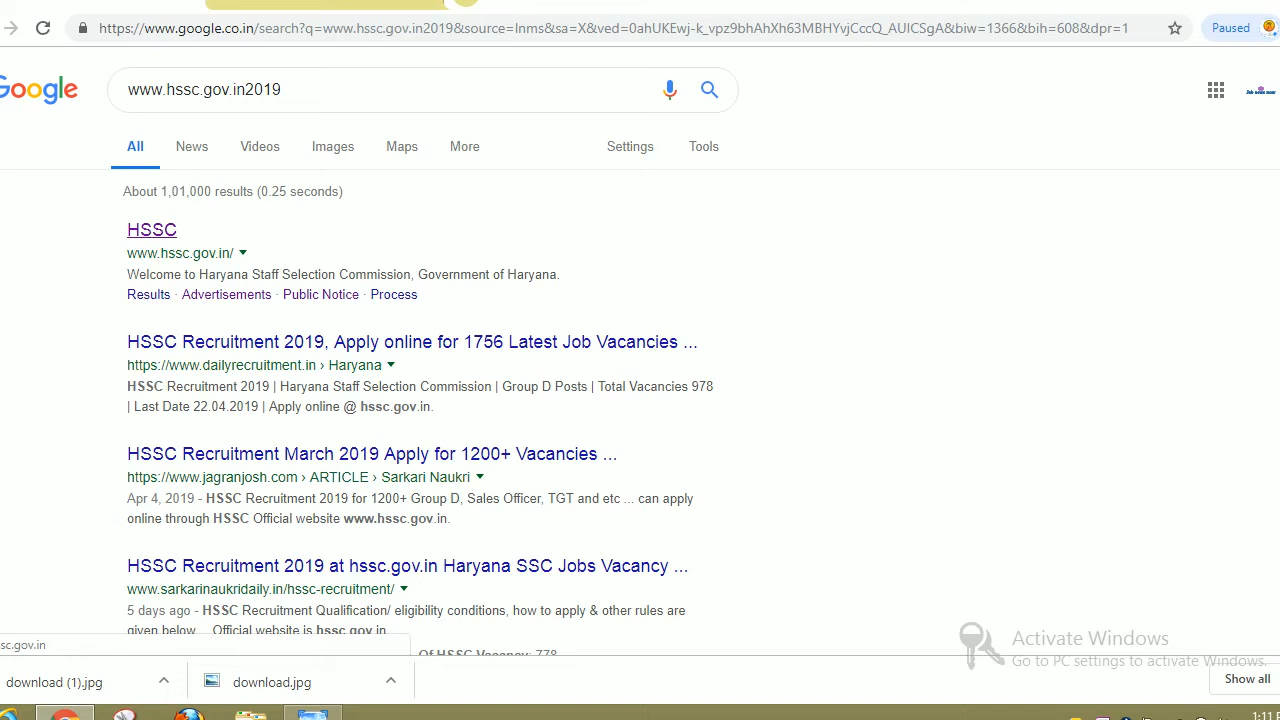 https://www.google.co.in/search?q=www.hssc.gov.in2019&source=lnms&sa=X&ved=0ahUKEwj-k_vpz9bhAhXh63MBHYvjCccQ_AUICSgA&biw=1366&bih=608&dpr=1
Paused
Google
www.hssc.gov.in2019
All News Videos Images Maps More Settings Tools
About 1,01,000 results (0.25 seconds)
HSSC
www.hssc.gov.in/
Welcome to Haryana Staff Selection Commission, Government of Haryana.
Results · Advertisements · Public Notice · Process
HSSC Recruitment 2019, Apply online for 1756 Latest Job Vacancies ...
https://www.dailyrecruitment.in › Haryana
HSSC Recruitment 2019 | Haryana Staff Selection Commission | Group D Posts | Total Vacancies 978
| Last Date 22.04.2019 | Apply online @ hssc.gov.in.
HSSC Recruitment March 2019 Apply for 1200+ Vacancies ...
https://www.jagranjosh.com › ARTICLE › Sarkari Naukri
Apr 4, 2019 - HSSC Recruitment 2019 for 1200+ Group D, Sales Officer, TGT and etc ... can apply
online through HSSC Official website www.hssc.gov.in.
HSSC Recruitment 2019 at hssc.gov.in Haryana SSC Jobs Vacancy ...
www.sarkarinaukridaily.in/hssc-recruitment/
5 days ago - HSSC Recruitment Qualification/ eligibility conditions, how to apply & other rules are
given below. .. Official website is hssc.gov.in
sc.gov.in
Of HSSC Vacancy: 778
Activate Windows
Go to PC settings to activate Windows.
download (1).jpg
download.jpg
Show all
1:11 P